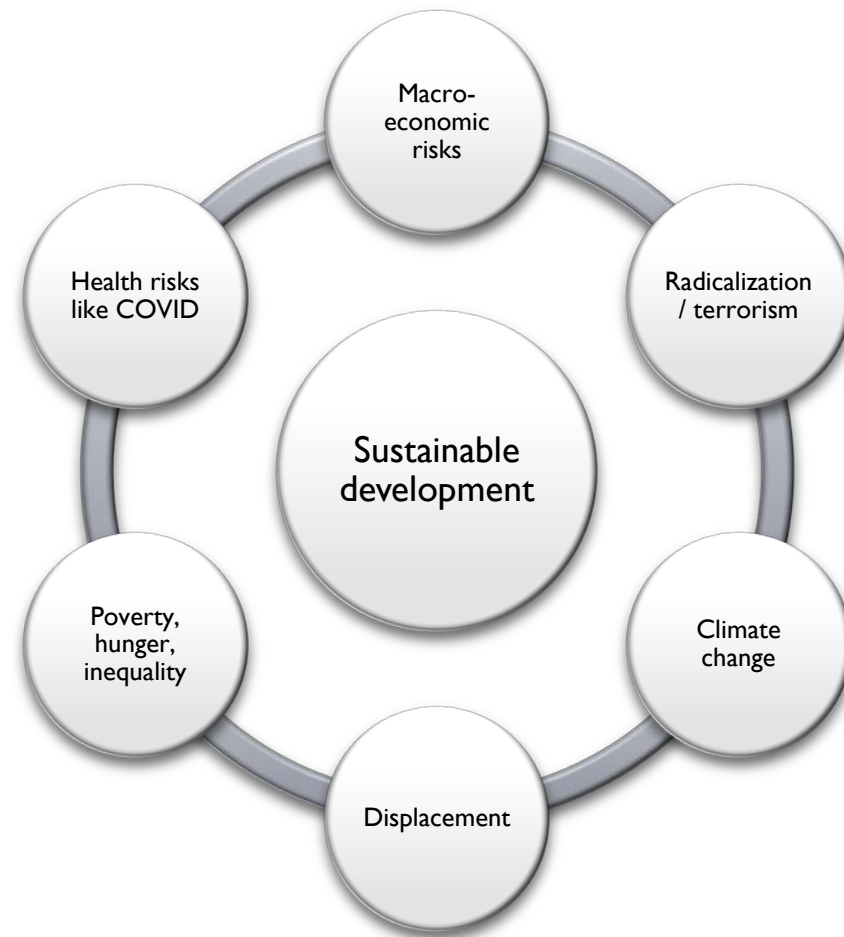 Macro-
economic
risks
Radicalization
/ terrorism
Climate
change
Displacement
Poverty,
hunger,
inequality
Health risks
like COVID
Sustainable
development